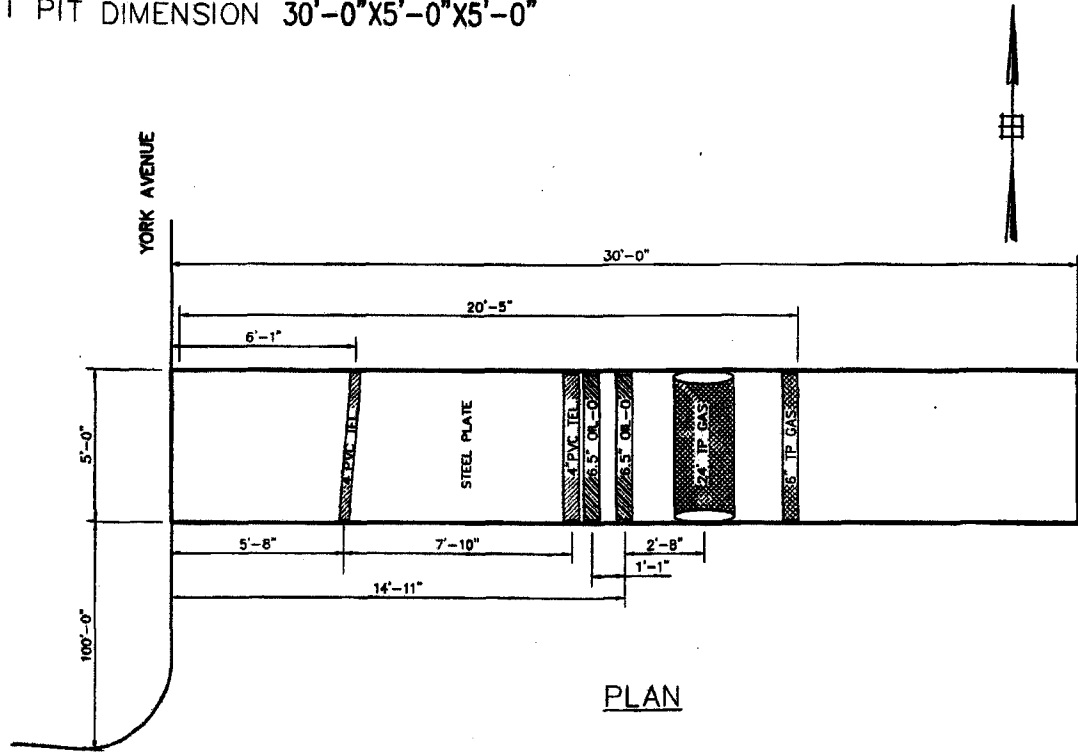 PIT DIMENSION 30'-0"X5'-0"X5'-0"
YORK AVENUE
30'-0"
20'-5"
6'-1"
5'-0"
4"PVC TEL.
STEEL PLATE
4"PVC TEL.
6.5" OIL-O
6.5" OIL-O
24" TP GAS
6" TP GAS
5'-8"
7'-10"
2'-8"
1'-1"
14'-11"
100'-0"
PLAN